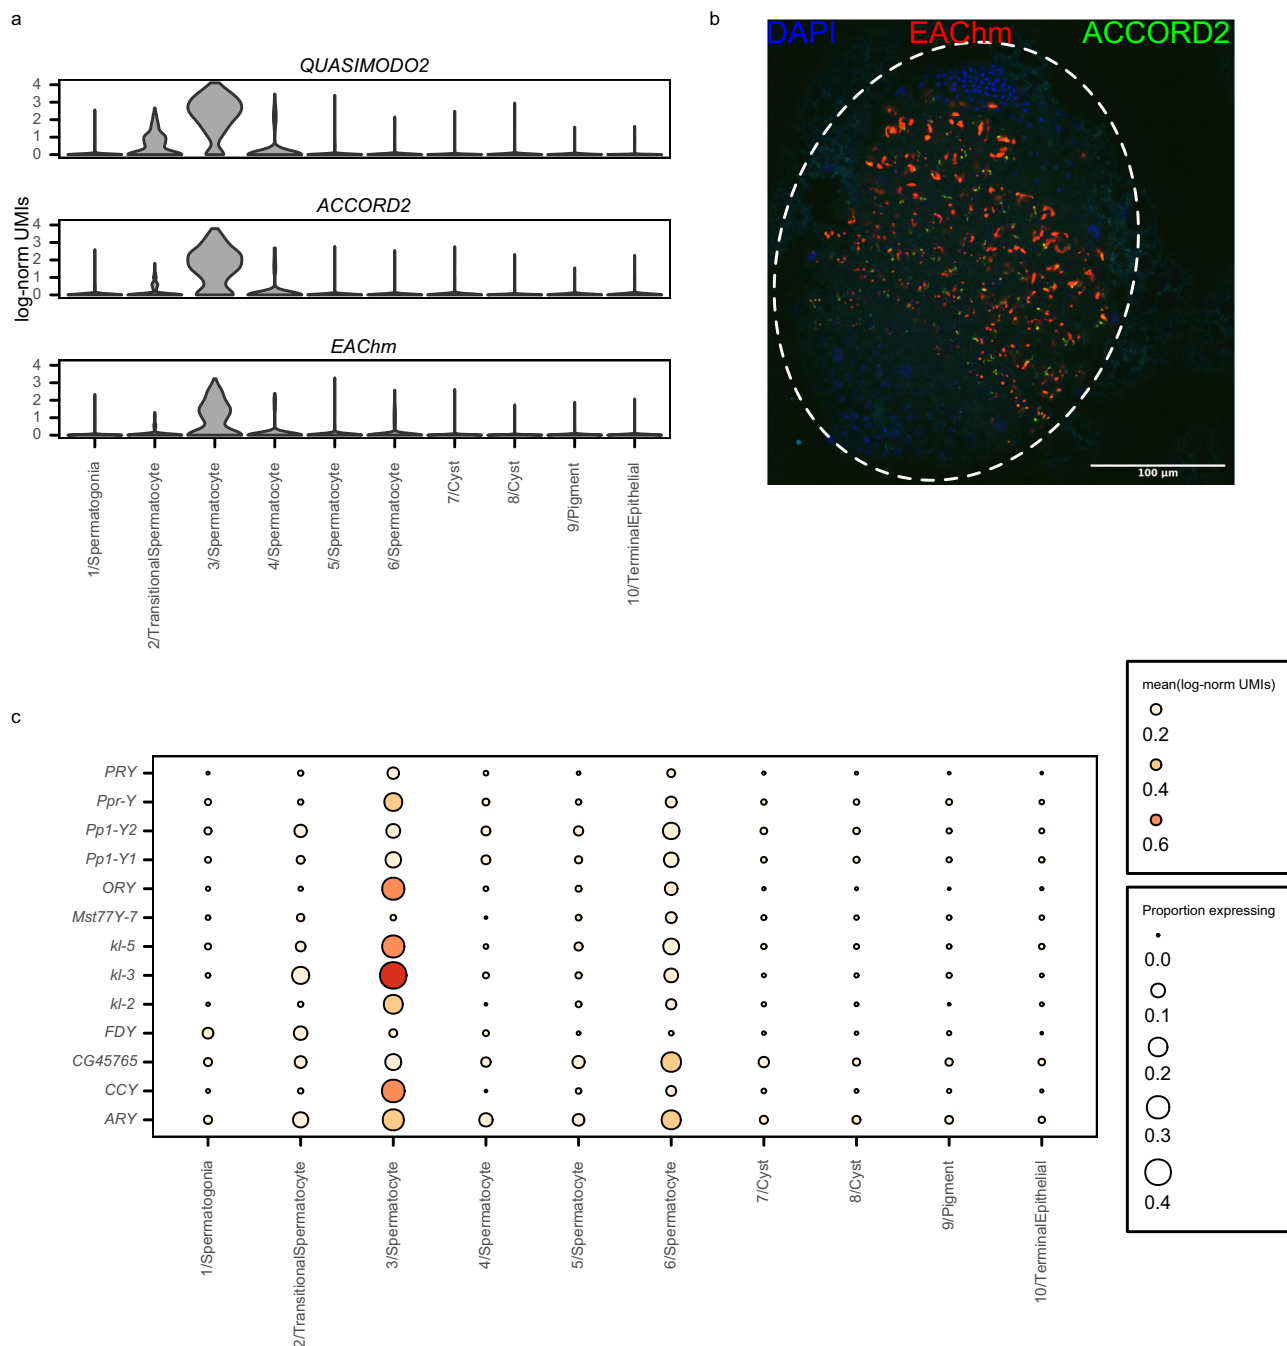 a
QUASIMODO2
4
3
2
1
0
ACCORD2
4
3
2
1
0
log-norm UMIs
EAChm
4
3
2
1
0
1/Spermatogonia
2/TransitionalSpermatocyte
3/Spermatocyte
4/Spermatocyte
5/Spermatocyte
6/Spermatocyte
7/Cyst
8/Cyst
9/Pigment
10/TerminalEpithelial
b
DAPI EAChm ACCORD2
100 µm
c
PRY
Ppr-Y
Pp1-Y2
Pp1-Y1
ORY
Mst77Y-7
kl-5
kl-3
kl-2
FDY
CG45765
CCY
ARY
1/Spermatogonia
2/TransitionalSpermatocyte
3/Spermatocyte
4/Spermatocyte
5/Spermatocyte
6/Spermatocyte
7/Cyst
8/Cyst
9/Pigment
10/TerminalEpithelial
mean(log-norm UMIs)
0.2
0.4
0.6
Proportion expressing
0.0
0.1
0.2
0.3
0.4